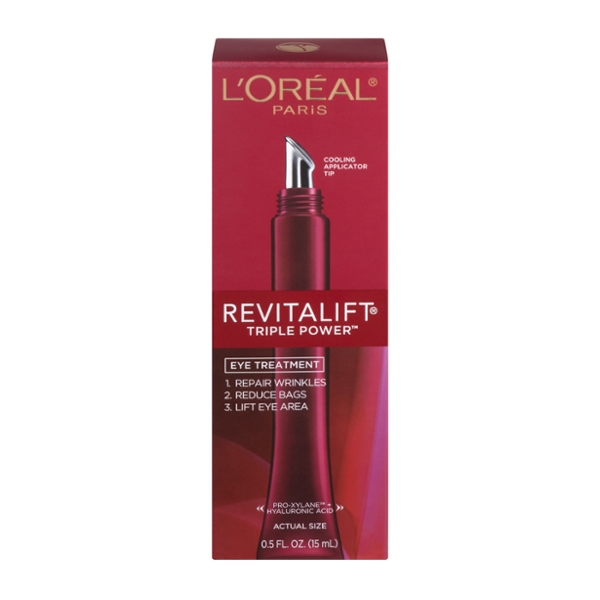 L'ORÉAL®
PARIS
COOLING
APPLICATOR
TIP
REVITALIFT®
TRIPLE POWER™
EYE TREATMENT
1. REPAIR WRINKLES
2. REDUCE BAGS
3. LIFT EYE AREA
PRO-XYLANE™ +
HYALURONIC ACID
ACTUAL SIZE
0.5 FL. OZ. (15 mL)